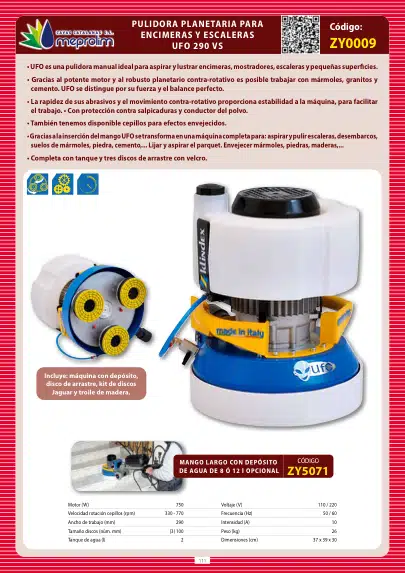 CAYRE CATALANAS S.L.
meprolim
PULIDORA PLANETARIA PARA
ENCIMERAS Y ESCALERAS
UFO 290 VS
Código:
ZY0009
• UFO es una pulidora manual ideal para aspirar y lustrar encimeras, mostradores, escaleras y pequeñas superficies.
• Gracias al potente motor y al robusto planetario contra-rotativo es posible trabajar con mármoles, granitos y
cemento. UFO se distingue por su fuerza y el balance perfecto.
• La rapidez de sus abrasivos y el movimiento contra-rotativo proporciona estabilidad a la máquina, para facilitar
el trabajo. • Con protección contra salpicaduras y conductor del polvo.
• También tenemos disponible cepillos para efectos envejecidos.
• Gracias a la inserción del mango UFO se transforma en una máquina completa para: aspirar y pulir escaleras, desembarcos,
suelos de mármoles, piedra, cemento,... Lijar y aspirar el parquet. Envejecer mármoles, piedras, maderas,...
• Completa con tanque y tres discos de arrastre con velcro.
klindex
made in italy
ufo
Incluye: máquina con depósito,
disco de arrastre, kit de discos
Jaguar y troile de madera.
MANGO LARGO CON DEPÓSITO
DE AGUA DE 8 Ó 12 l OPCIONAL
CÓDIGO
ZY5071
Motor (W) 750
Velocidad rotación cepillos (rpm) 330 - 770
Ancho de trabajo (mm) 290
Tamaño discos (núm. mm) (3) 100
Tanque de agua (l) 2
Voltaje (V) 110 / 220
Frecuencia (Hz) 50 / 60
Intensidad (A) 10
Peso (kg) 26
Dimensiones (cm) 37 x 39 x 30
111